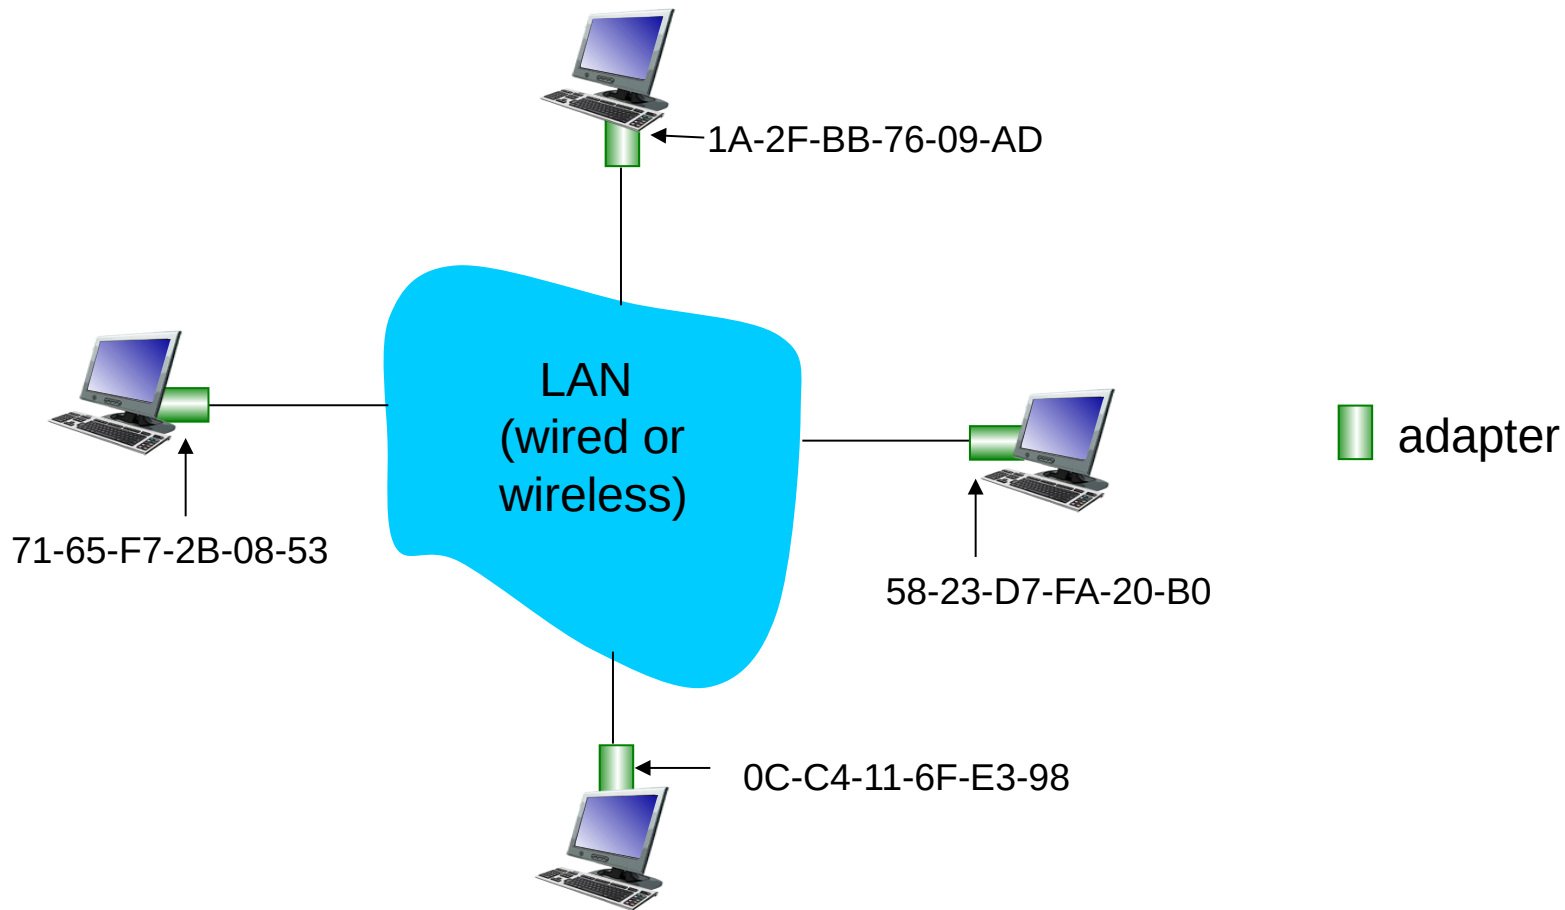 1A-2F-BB-76-09-AD
LAN
(wired or
wireless)
adapter
71-65-F7-2B-08-53
58-23-D7-FA-20-B0
0C-C4-11-6F-E3-98